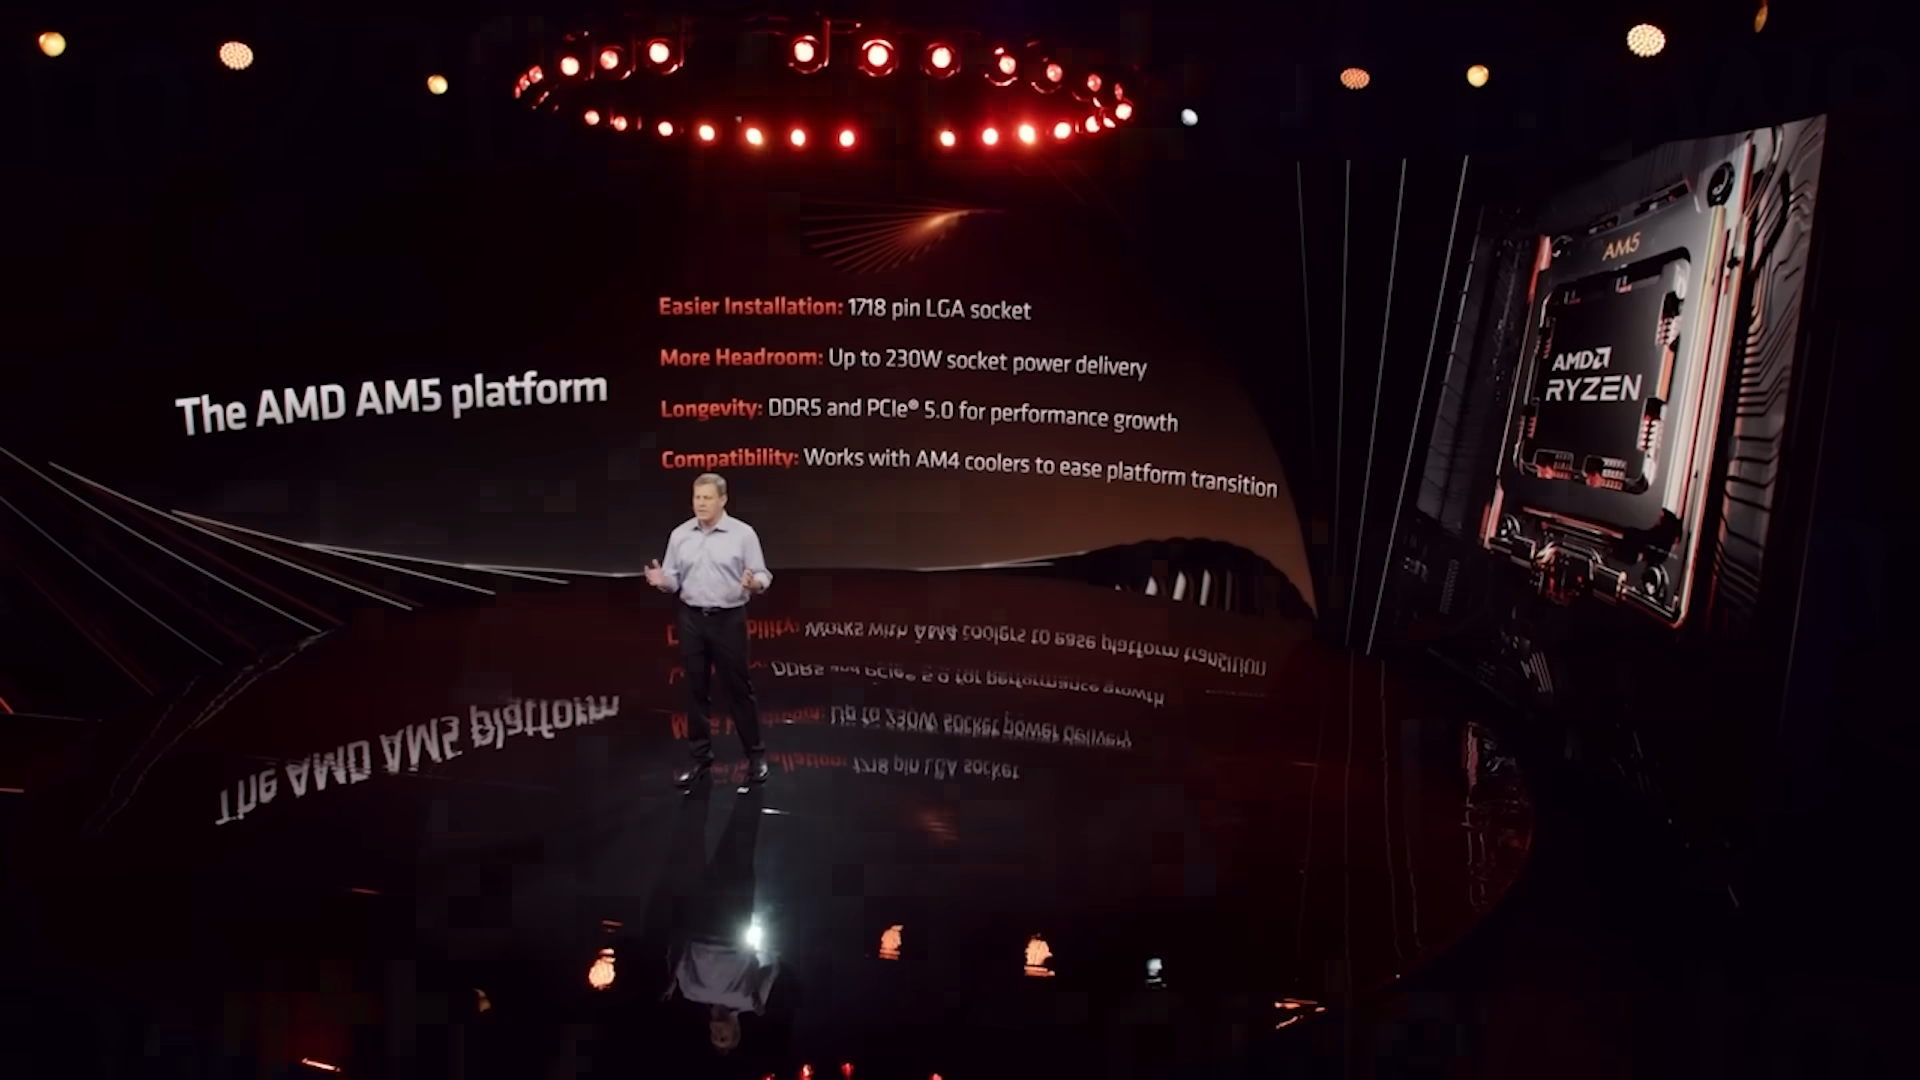 The AMD AM5 platform
Easier Installation: 1718 pin LGA socket
More Headroom: Up to 230W socket power delivery
Longevity: DDR5 and PCIe® 5.0 for performance growth
Compatibility: Works with AM4 coolers to ease platform transition
AM5
AMD
RYZEN